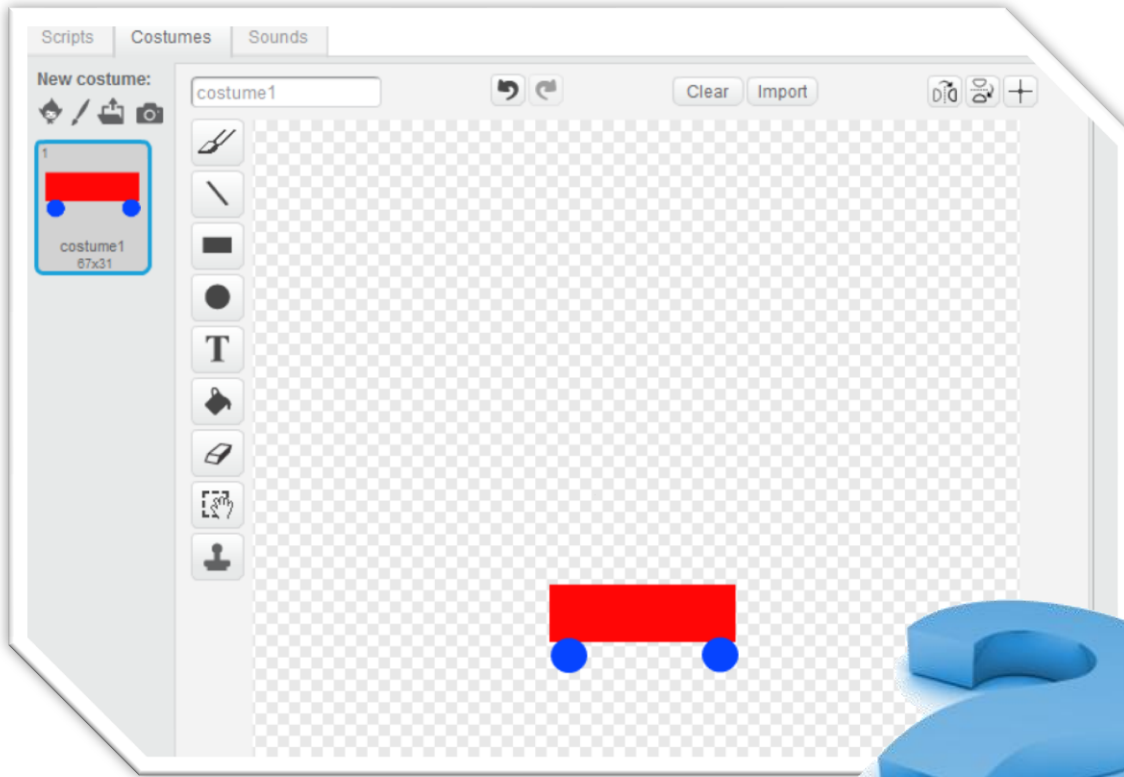 Scripts Costumes Sounds
New costume:
costume1
Clear Import
1
costume1
67x31
T